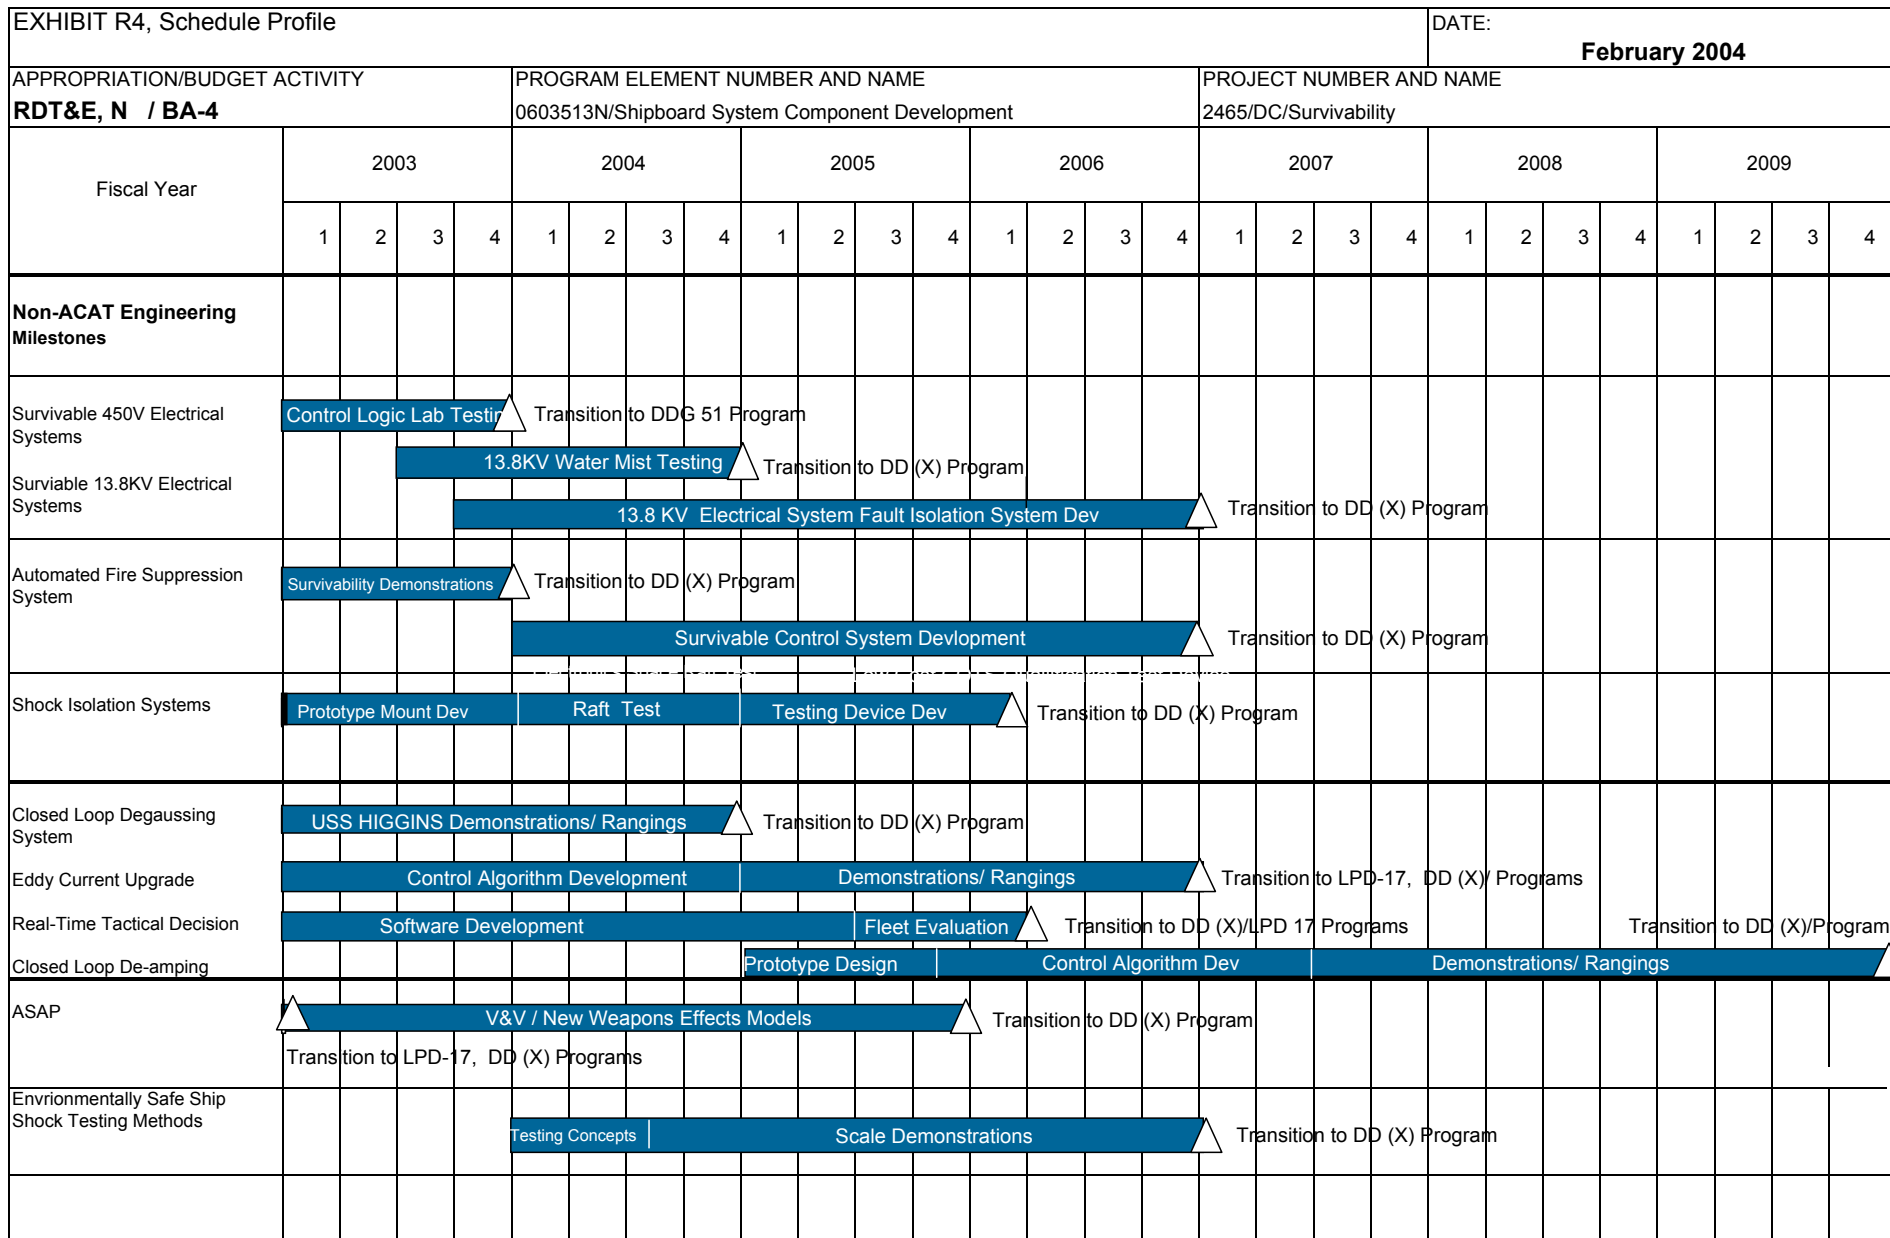 EXHIBIT R4, Schedule Profile
DATE:
February 2004
APPROPRIATION/BUDGET ACTIVITY
PROGRAM ELEMENT NUMBER AND NAME
PROJECT NUMBER AND NAME
RDT&E, N / BA-4
0603513N/Shipboard System Component Development
2465/DC/Survivability
Fiscal Year
2003 2004 2005 2006 2007 2008 2009
1 2 3 4 1 2 3 4 1 2 3 4 1 2 3 4 1 2 3 4 1 2 3 4 1 2 3 4
Non-ACAT Engineering
Milestones
Survivable 450V Electrical
Systems
Control Logic Lab Testin
Transition to DDG 51 Program
13.8KV Water Mist Testing
Transition to DD (X) Program
Surviable 13.8KV Electrical
Systems
13.8 KV Electrical System Fault Isolation System Dev
Transition to DD (X) Program
Automated Fire Suppression
System
Survivability Demonstrations
Transition to DD (X) Program
Survivable Control System Devlopment
Transition to DD (X) Program
Shock Isolation Systems
Prototype Mount Dev
Raft Test
Testing Device Dev
Transition to DD (X) Program
Closed Loop Degaussing
System
USS HIGGINS Demonstrations/ Rangings
Transition to DD (X) Program
Eddy Current Upgrade
Control Algorithm Development
Demonstrations/ Rangings
Transition to LPD-17, DD (X)/ Programs
Real-Time Tactical Decision
Software Development
Fleet Evaluation
Transition to DD (X)/LPD 17 Programs
Transition to DD (X)/Program
Closed Loop De-amping
Prototype Design
Control Algorithm Dev
Demonstrations/ Rangings
ASAP
V&V / New Weapons Effects Models
Transition to DD (X) Program
Transition to LPD-17, DD (X) Programs
Envrionmentally Safe Ship
Shock Testing Methods
Testing Concepts
Scale Demonstrations
Transition to DD (X) Program